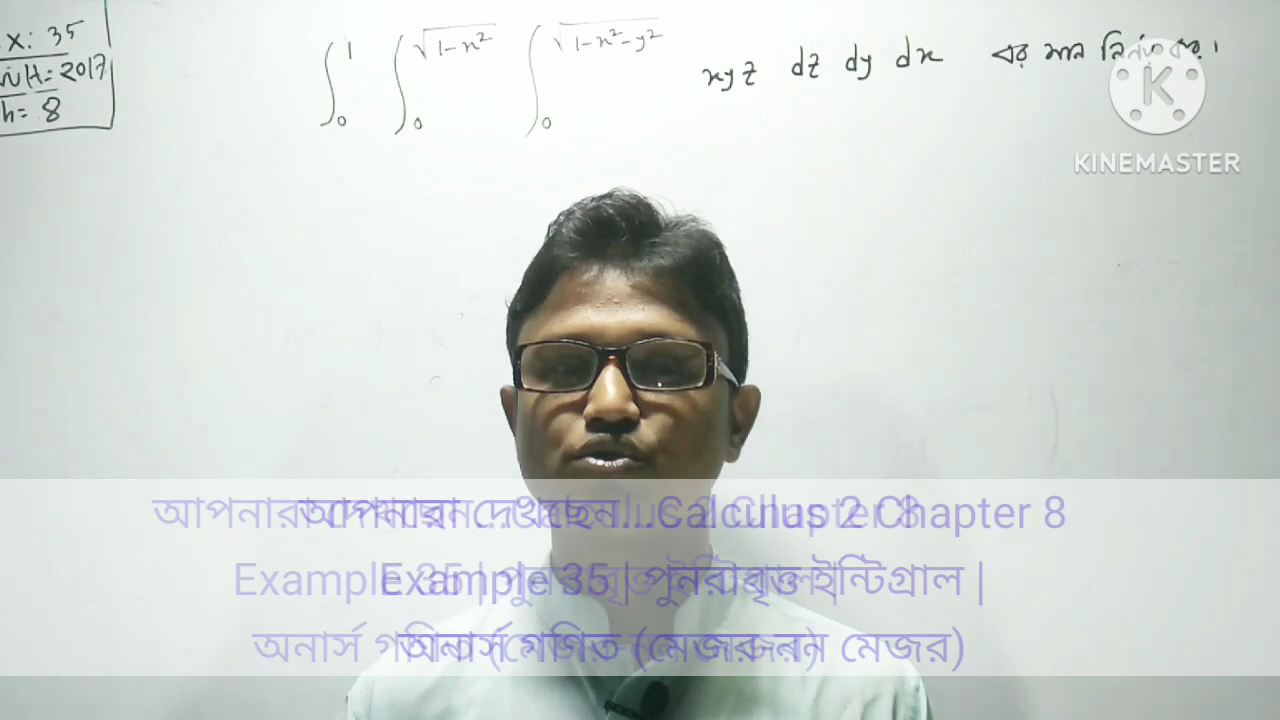 x: 35
NUH=2017
h= 8
∫₀¹ ∫₀^√(1-x²) ∫₀^√(1-x²-y²) xyz dz dy dx এর মান নির্ণয় কর।
K
KINEMASTER
আপনারা দেখছেন...Calculus 2 Chapter 8
Example 35 | পুনরাবৃত্ত ইন্টিগ্রাল |
অনার্স গণিত (মেজর নন মেজর)